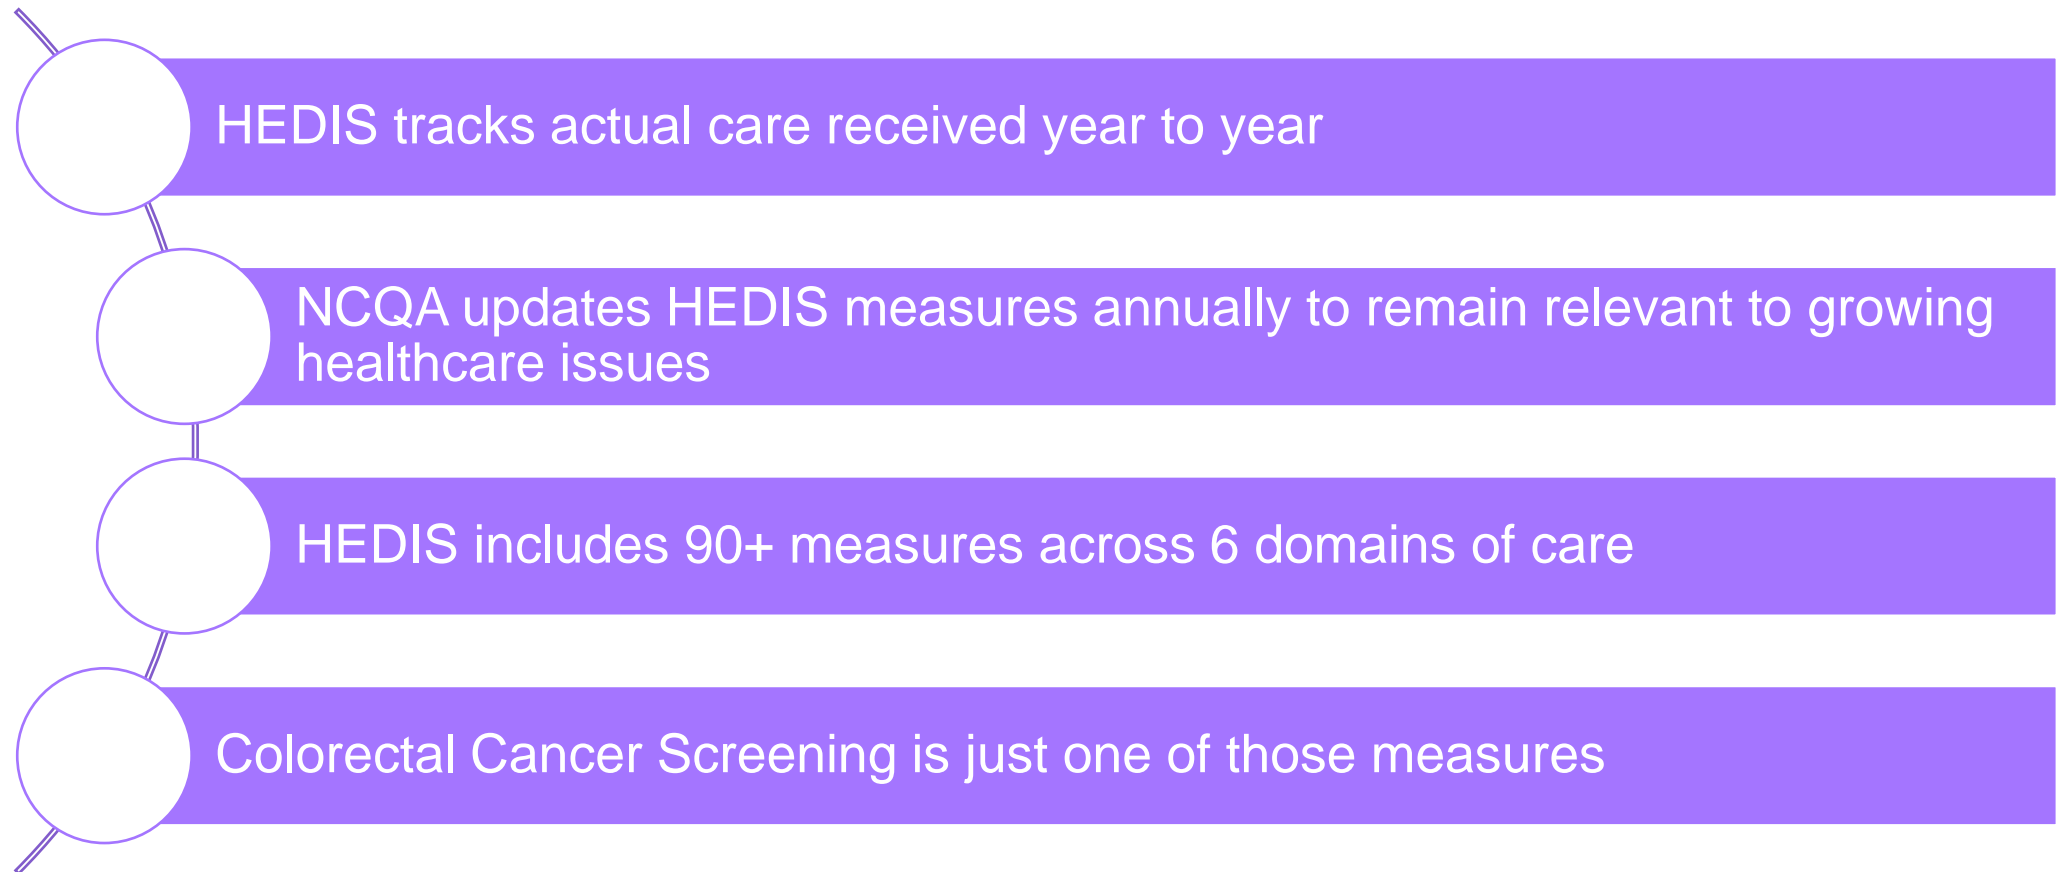 HEDIS tracks actual care received year to year
NCQA updates HEDIS measures annually to remain relevant to growing
healthcare issues
HEDIS includes 90+ measures across 6 domains of care
Colorectal Cancer Screening is just one of those measures